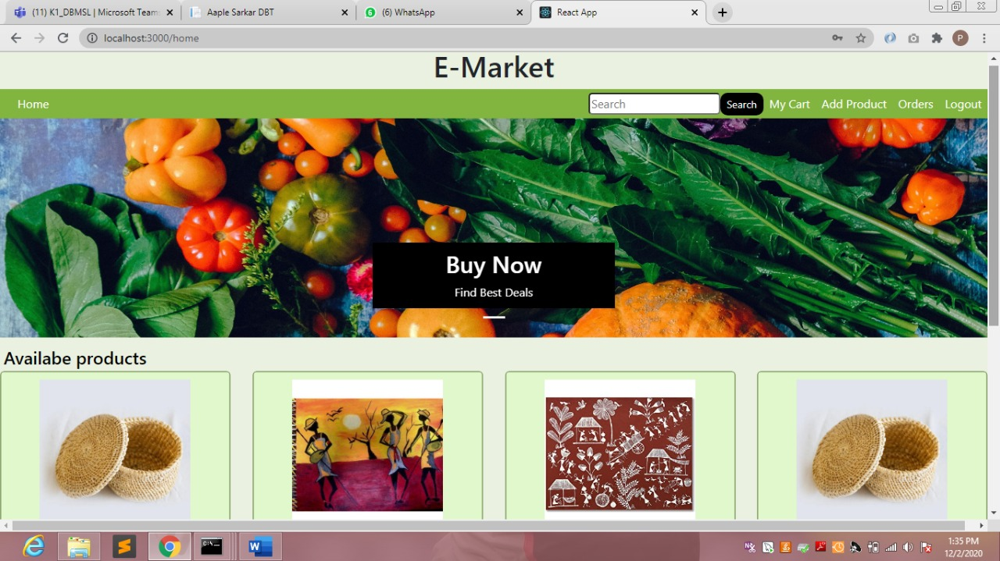 (11) K1_DBMSL | Microsoft Team
Aaple Sarkar DBT
(6) WhatsApp
React App
localhost:3000/home
P
E-Market
Home
Search
Search
My Cart
Add Product
Orders
Logout
Buy Now
Find Best Deals
Availabe products
1:35 PM
12/2/2020